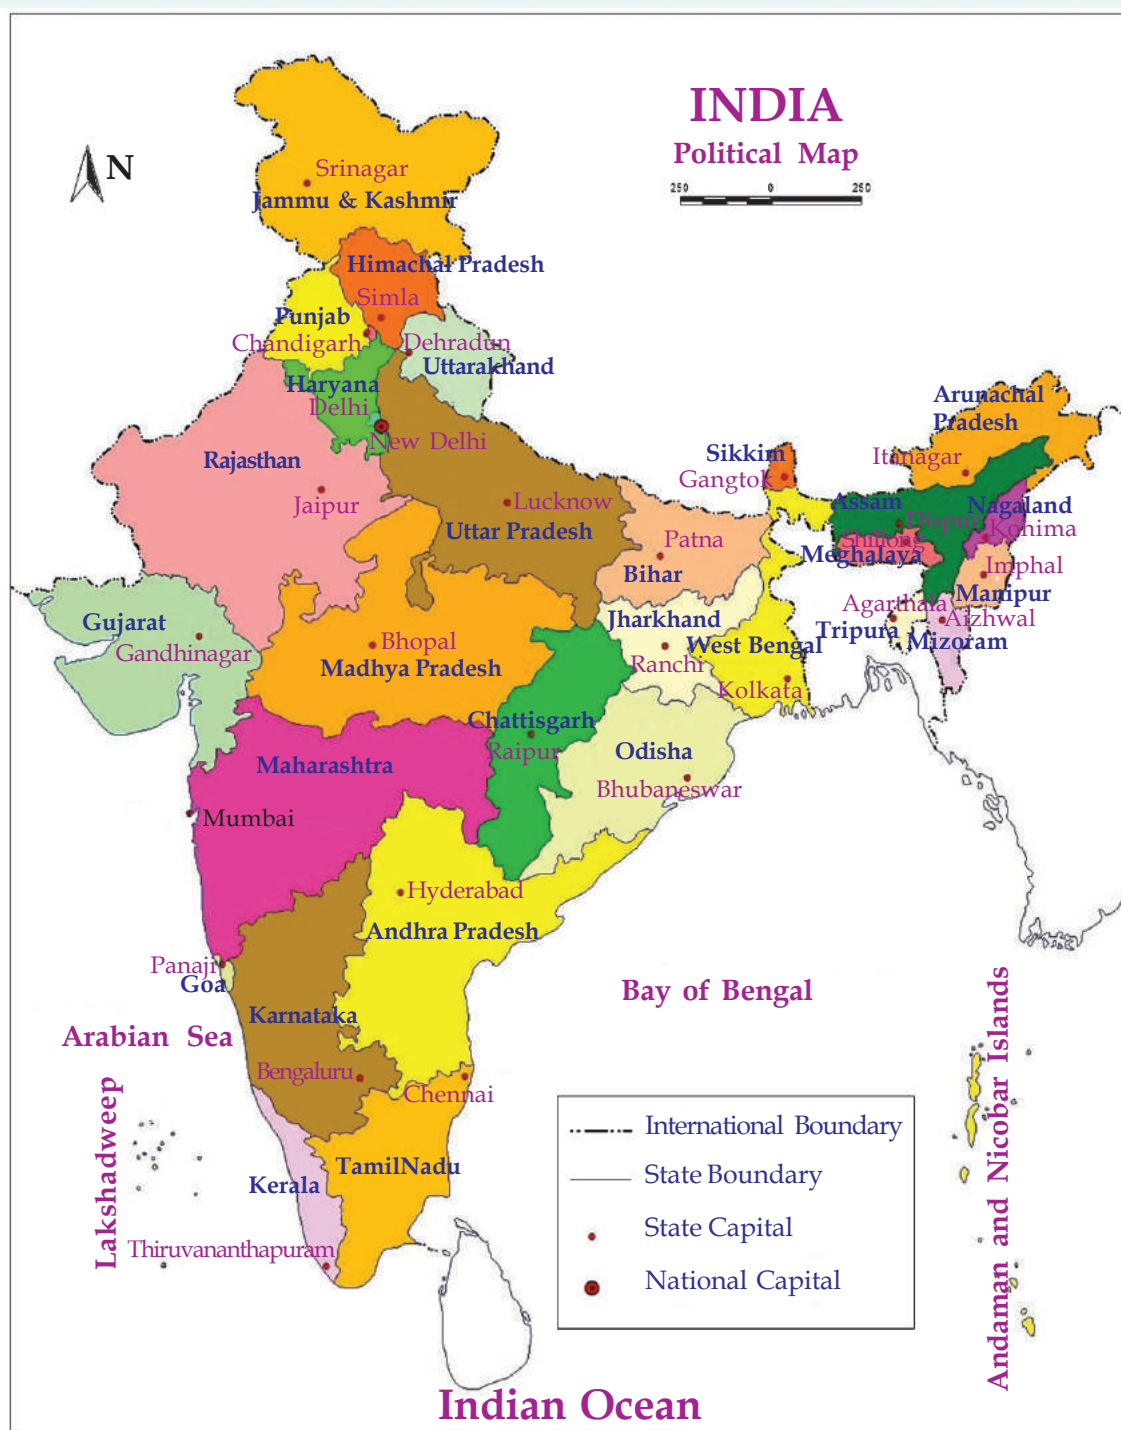 INDIA
Political Map
250 0 250
N
Srinagar
Jammu & Kashmir
Himachal Pradesh
Simla
Punjab
Chandigarh
Dehradun
Uttarakhand
Haryana
Delhi
New Delhi
Rajasthan
Jaipur
Lucknow
Uttar Pradesh
Arunachal
Pradesh
Itanagar
Sikkim
Gangtok
Assam
Dispur
Nagaland
Kohima
Shillong
Meghalaya
Imphal
Manipur
Patna
Bihar
Agarthala
Tripura
Aizhwal
Mizoram
Gujarat
Gandhinagar
Bhopal
Madhya Pradesh
Jharkhand
Ranchi
West Bengal
Kolkata
Chattisgarh
Raipur
Odisha
Bhubaneswar
Maharashtra
Mumbai
Hyderabad
Andhra Pradesh
Panaji
Goa
Karnataka
Bengaluru
Chennai
Bay of Bengal
Arabian Sea
Lakshadweep
Andaman and Nicobar Islands
TamilNadu
Kerala
Thiruvananthapuram
International Boundary
State Boundary
State Capital
National Capital
Indian Ocean